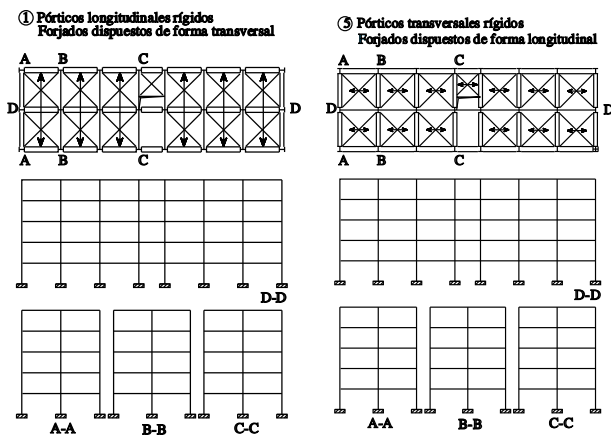 ① Pórticos longitudinales rígidos
Forjados dispuestos de forma transversal
A B C
D D
A B C
D-D
A-A B-B C-C
⑤ Pórticos transversales rígidos
Forjados dispuestos de forma longitudinal
A B C
D D
A B C
D-D
A-A B-B C-C